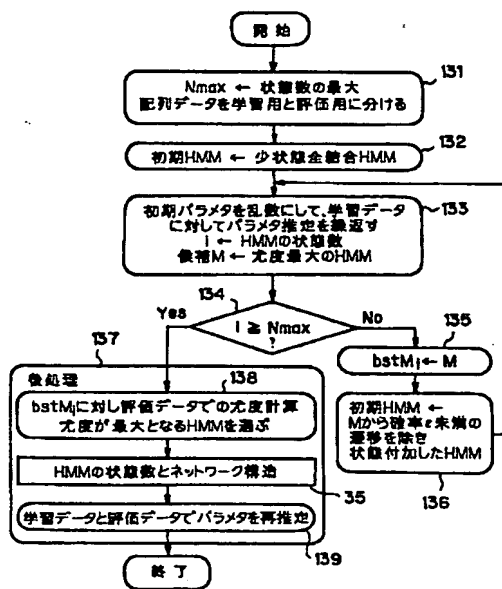 開始
131
Nmax ← 状態数の最大
配列データを学習用と評価用に分ける
132
初期HMM ← 少状態全結合HMM
133
初期パラメタを乱数にして、学習データ
に対してパラメタ推定を繰返す
i ← HMMの状態数
候補M ← 尤度最大のHMM
134
Yes
i ≧ Nmax
?
No
135
bstMi ← M
初期HMM ←
Mから確率ε未満の
遷移を除き
状態付加したHMM
136
137
後処理
138
bstMiに対し評価データでの尤度計算
尤度が最大となるHMMを選ぶ
HMMの状態数とネットワーク構造
35
学習データと評価データでパラメタを再推定
139
終了